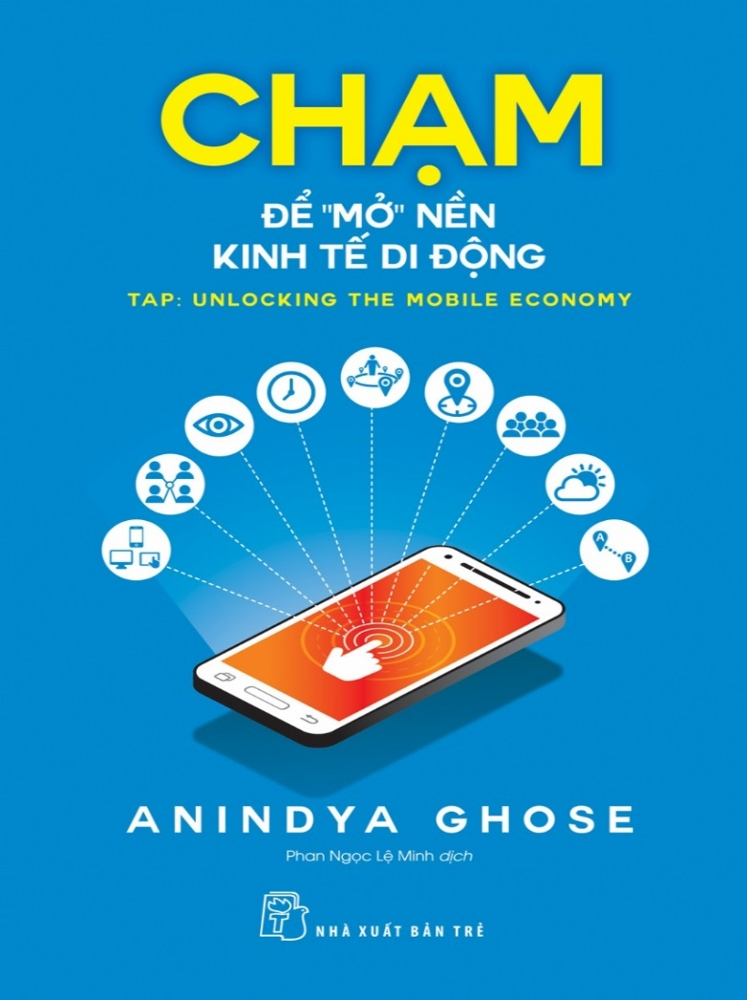 CHẠM
ĐỂ "MỞ" NỀN
KINH TẾ DI ĐỘNG
TAP: UNLOCKING THE MOBILE ECONOMY
A
B
ANINDYA GHOSE
Phan Ngọc Lệ Minh dịch
T
NHÀ XUẤT BẢN TRẺ